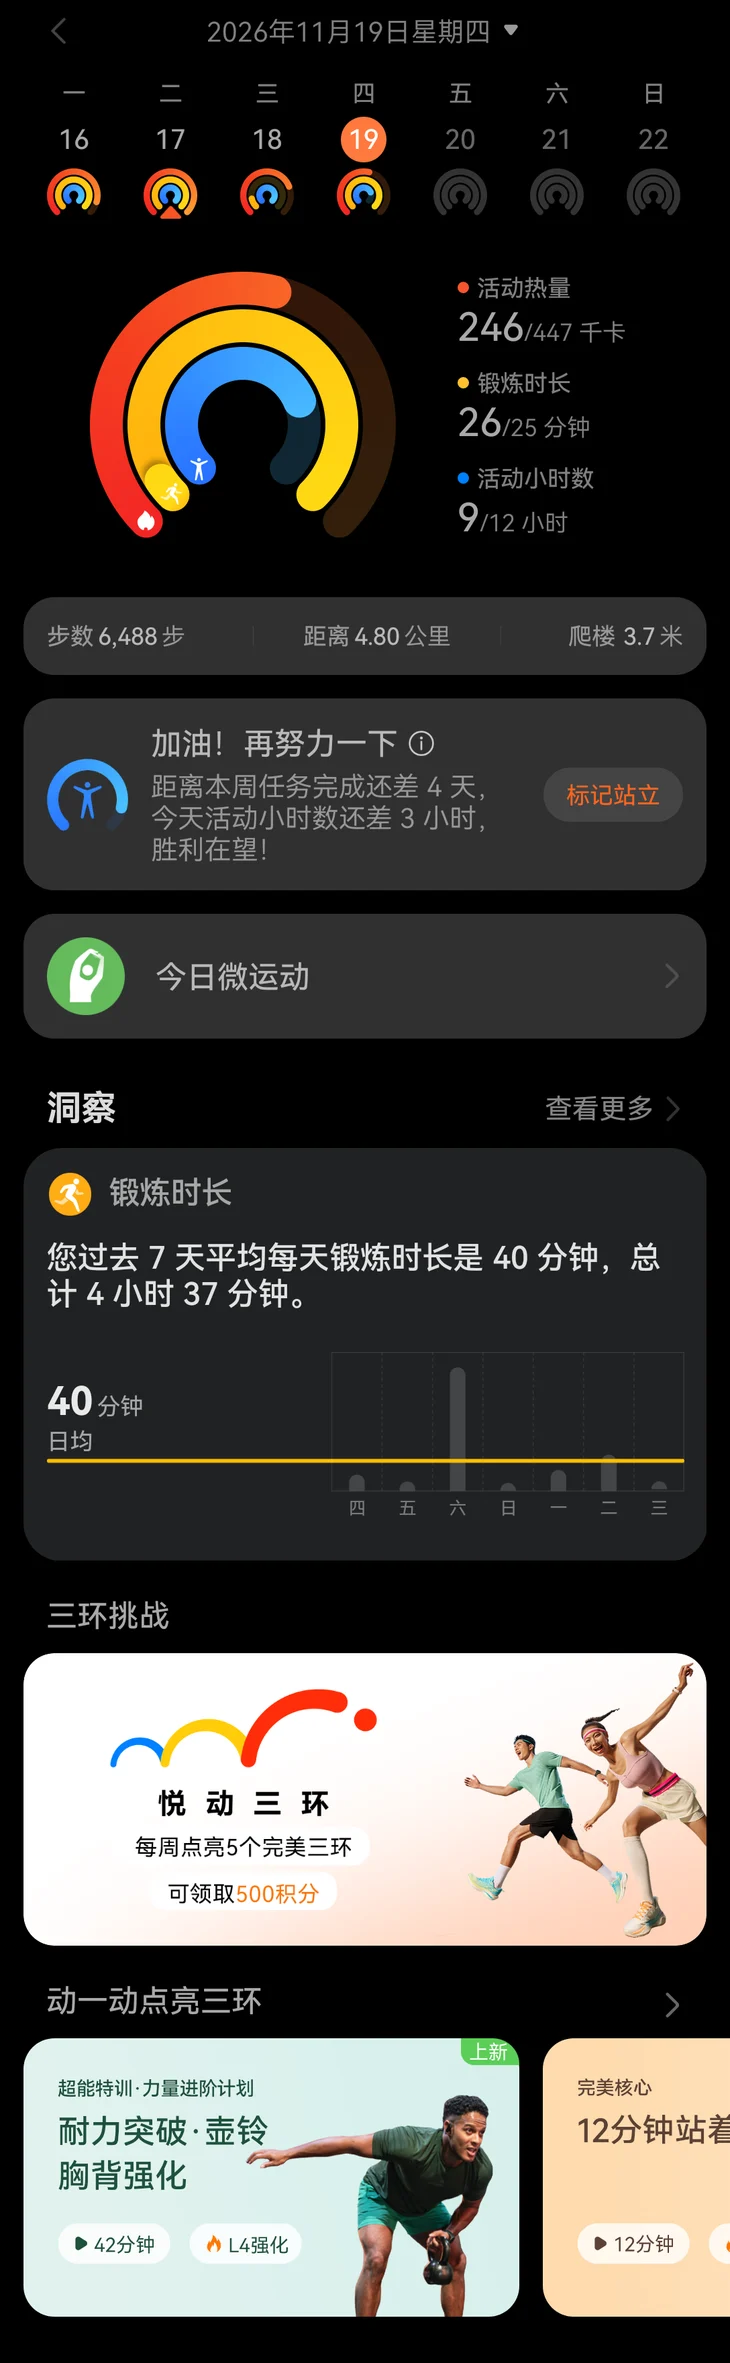 2026年11月19日星期四
一 二 三 四 五 六 日
16 17 18 19 20 21 22
活动热量
246/447 千卡
锻炼时长
26/25 分钟
活动小时数
9/12 小时
步数 6,488 步 距离 4.80 公里 爬楼 3.7 米
加油！再努力一下
距离本周任务完成还差 4 天，
今天活动小时数还差 3 小时，
胜利在望！
标记站立
今日微运动
洞察 查看更多
锻炼时长
您过去 7 天平均每天锻炼时长是 40 分钟，总
计 4 小时 37 分钟。
40 分钟
日均
四 五 六 日 一 二 三
三环挑战
悦动三环
每周点亮5个完美三环
可领取500积分
动一动点亮三环
上新
超能特训·力量进阶计划
耐力突破·壶铃
胸背强化
42分钟 L4强化
完美核心
12分钟站着
12分钟